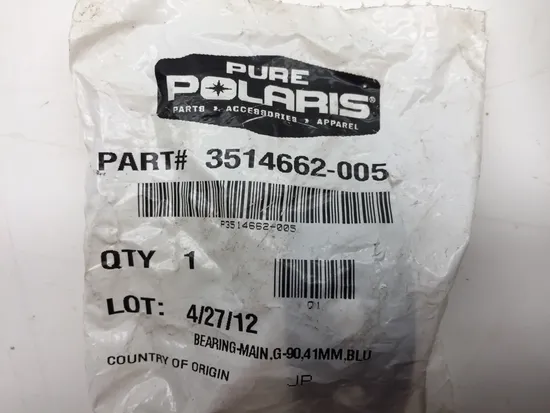 PURE
POLARIS®
PARTS › ACCESSORIES › APPAREL
PART# 3514662-005
P3514662-005
QTY 1
Q1
LOT: 4/27/12
BEARING-MAIN,G-90,41MM,BLU
COUNTRY OF ORIGIN JP